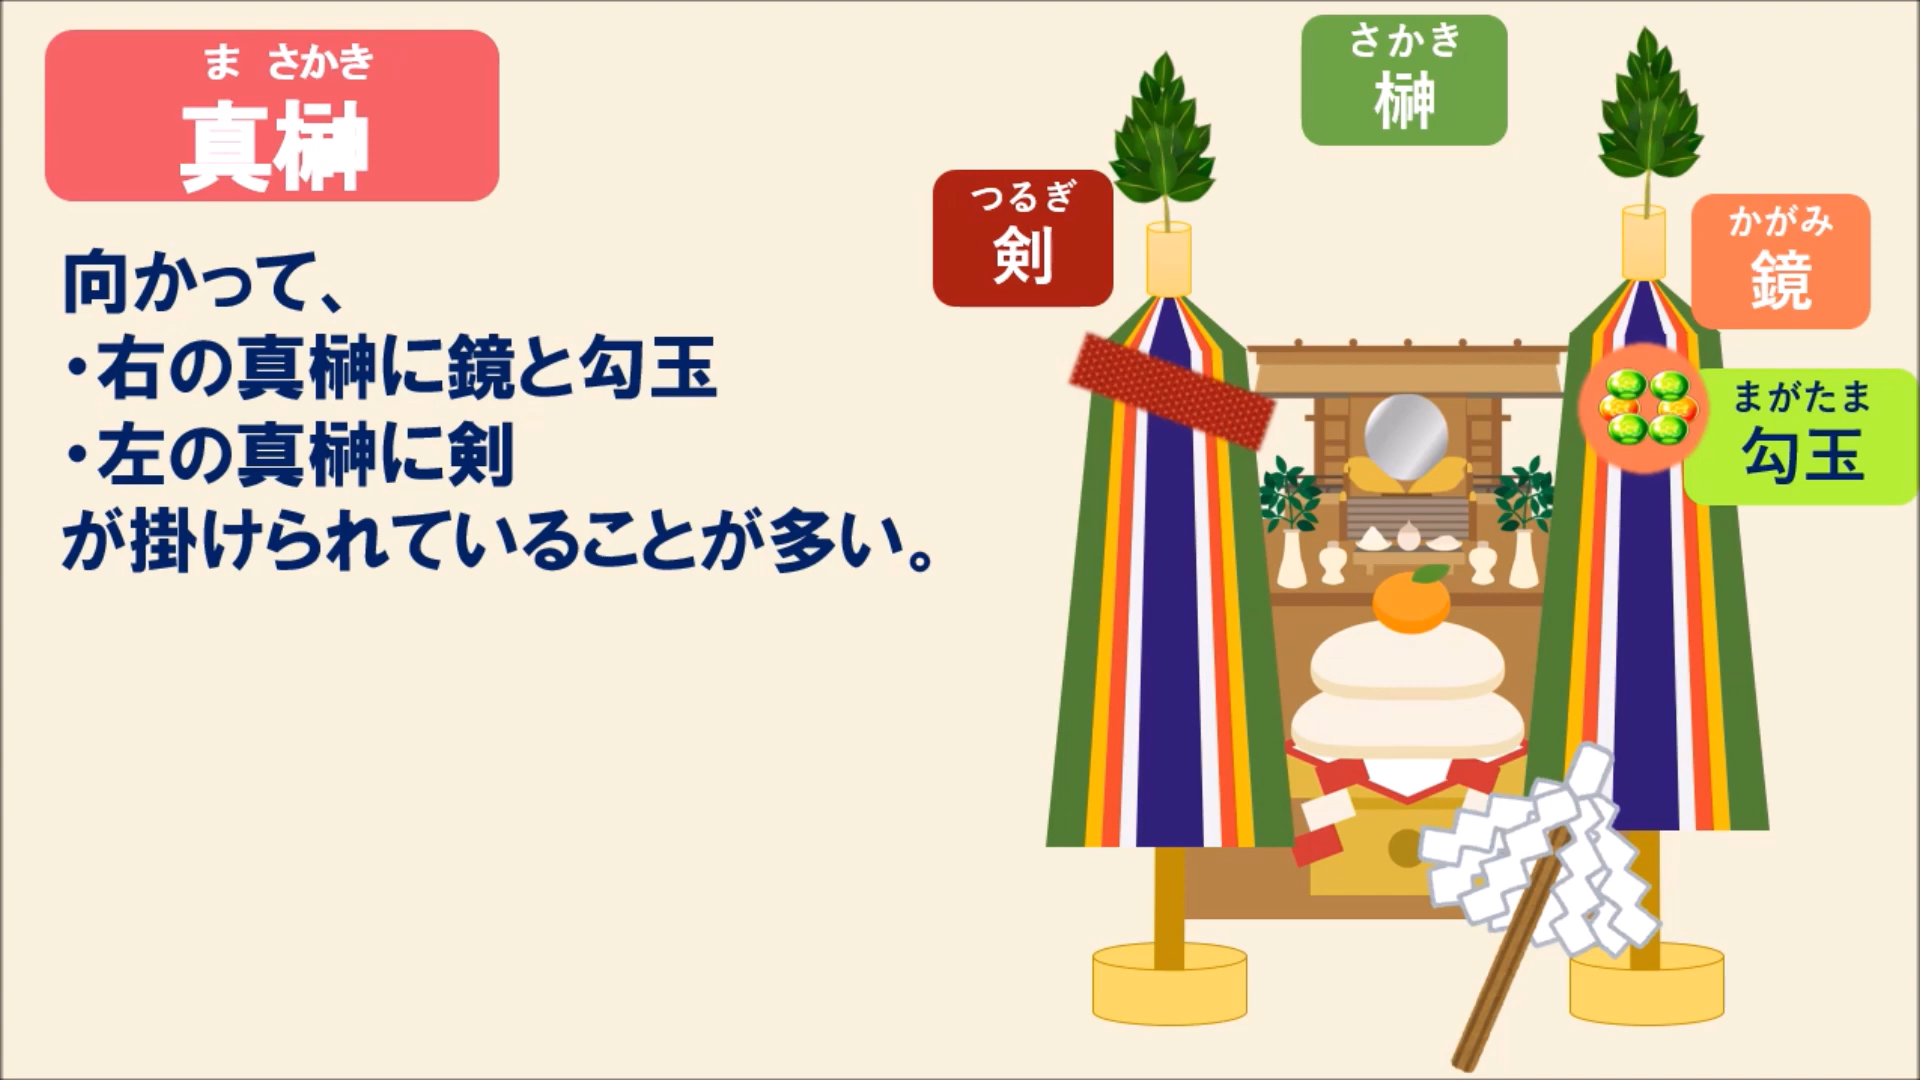 ま さかき
真榊
向かって、
・右の真榊に鏡と勾玉
・左の真榊に剣
が掛けられていることが多い。
さかき
榊
つるぎ
剣
かがみ
鏡
まがたま
勾玉